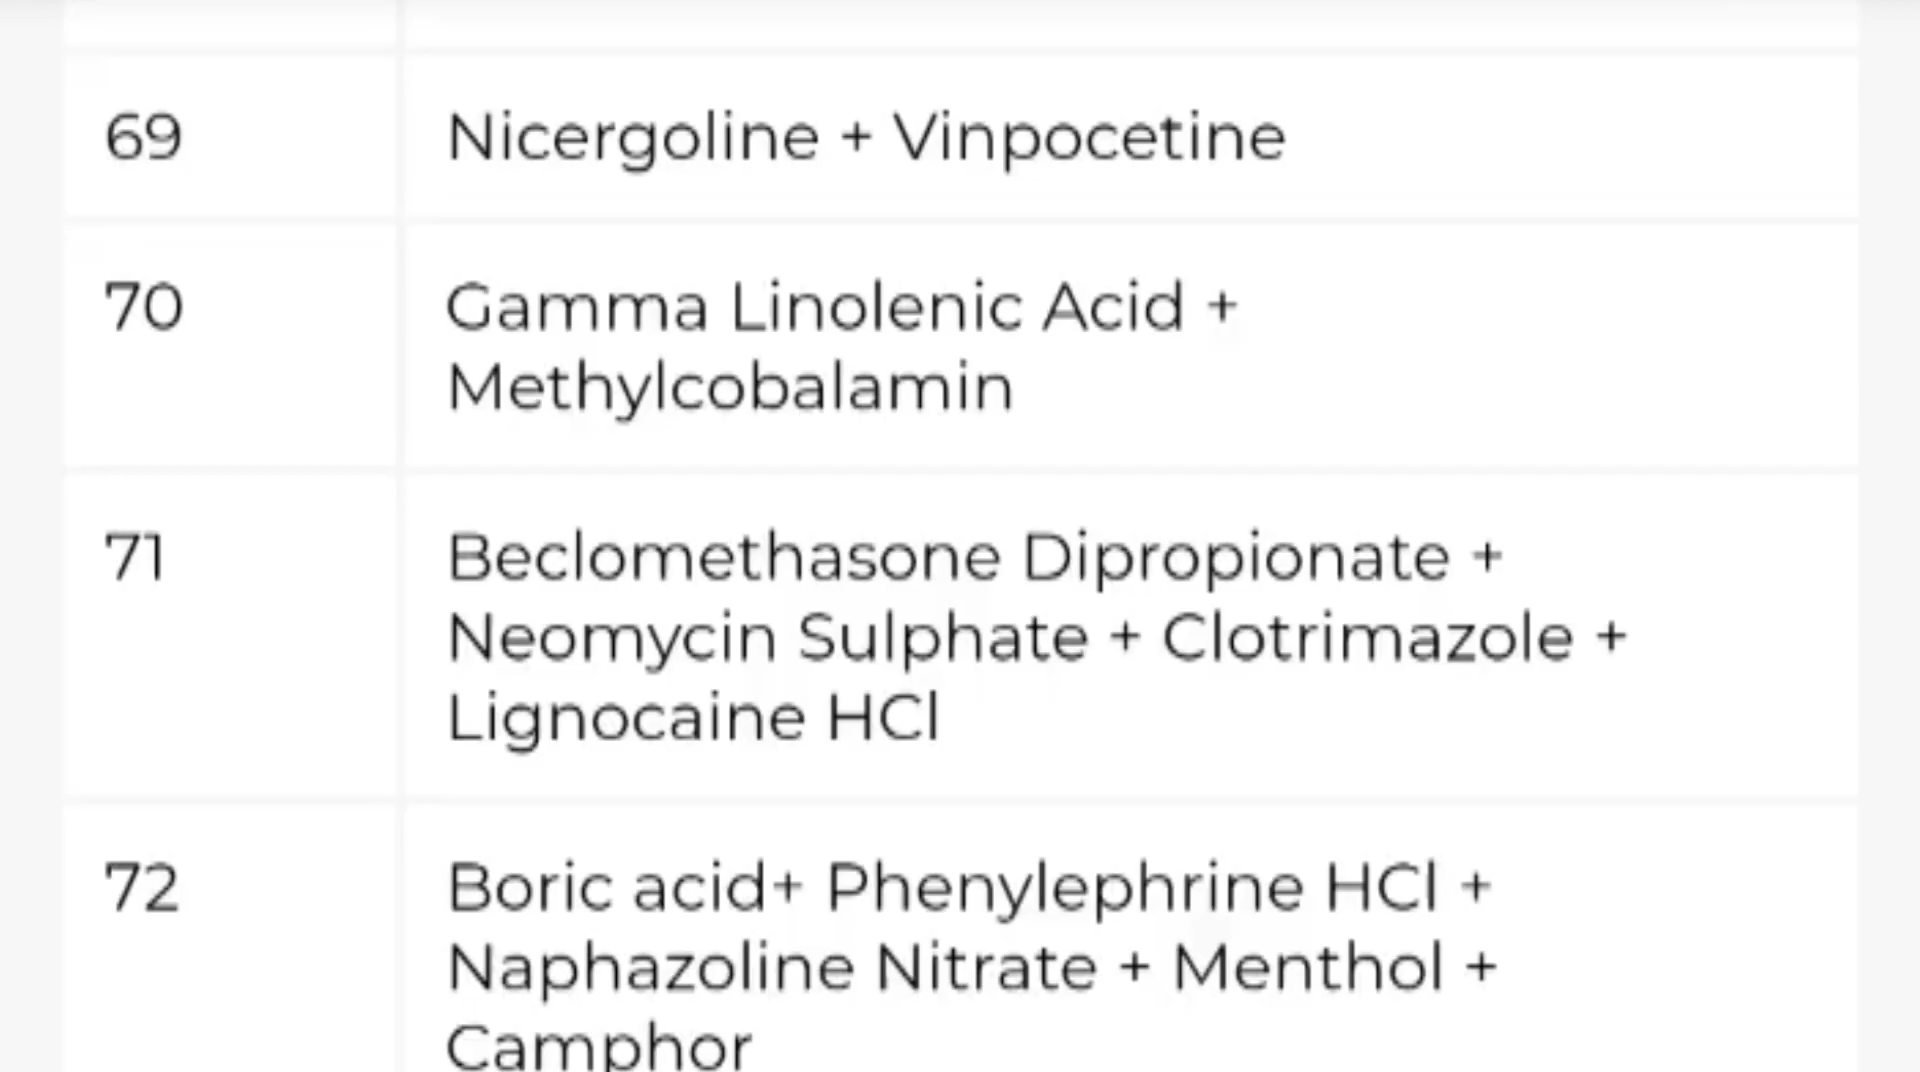 69 Nicergoline + Vinpocetine
70 Gamma Linolenic Acid +
Methylcobalamin
71 Beclomethasone Dipropionate +
Neomycin Sulphate + Clotrimazole +
Lignocaine HCl
72 Boric acid+ Phenylephrine HCl +
Naphazoline Nitrate + Menthol +
Camphor